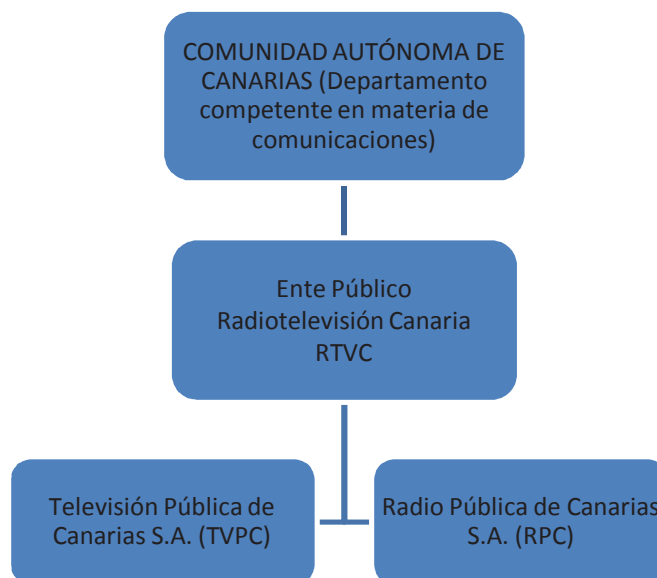 COMUNIDAD AUTÓNOMA DE
CANARIAS (Departamento
competente en materia de
comunicaciones)
Ente Público
Radiotelevisión Canaria
RTVC
Televisión Pública de
Canarias S.A. (TVPC)
Radio Pública de Canarias
S.A. (RPC)